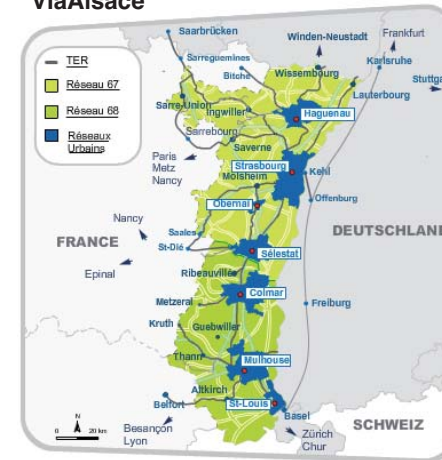 ViaAlsace
TER
Réseau 67
Réseau 68
Réseaux
Urbains
Saarbrücken
Winden-Neustadt
Frankfurt
Sarreguemines
Karlsruhe
Bitche
Wissembourg
Stuttga
Lauterbourg
Sarre-Union
Ingwiller
Haguenau
Sarrebourg
Saverne
Paris
Metz
Nancy
Strasbourg
Kehl
Molsheim
Obernai
Offenburg
Nancy
DEUTSCHLAND
Saales
FRANCE
St-Dié
Sélestat
Epinal
Ribeauvillé
Colmar
Metzeral
Freiburg
Kruth
Guebwiller
Thann
Mulhouse
Altkirch
Belfort
St-Louis
Basel
SCHWEIZ
N
0 20 km
Besançon
Lyon
Zürich
Chur